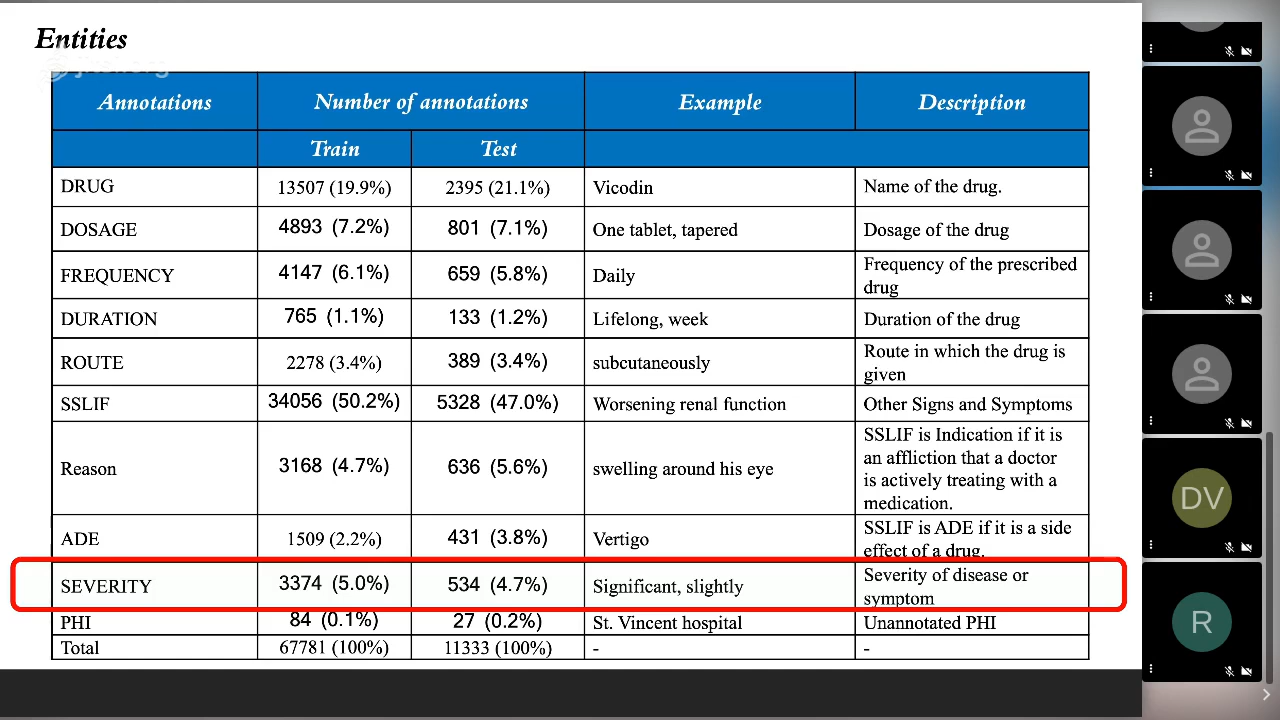 Entities
Annotations Number of annotations Example Description
Train Test
DRUG 13507 (19.9%) 2395 (21.1%) Vicodin Name of the drug.
DOSAGE 4893 (7.2%) 801 (7.1%) One tablet, tapered Dosage of the drug
FREQUENCY 4147 (6.1%) 659 (5.8%) Daily Frequency of the prescribed
drug
DURATION 765 (1.1%) 133 (1.2%) Lifelong, week Duration of the drug
ROUTE 2278 (3.4%) 389 (3.4%) subcutaneously Route in which the drug is
given
SSLIF 34056 (50.2%) 5328 (47.0%) Worsening renal function Other Signs and Symptoms
Reason 3168 (4.7%) 636 (5.6%) swelling around his eye SSLIF is Indication if it is
an affliction that a doctor
is actively treating with a
medication.
ADE 1509 (2.2%) 431 (3.8%) Vertigo SSLIF is ADE if it is a side
effect of a drug.
SEVERITY 3374 (5.0%) 534 (4.7%) Significant, slightly Severity of disease or
symptom
PHI 84 (0.1%) 27 (0.2%) St. Vincent hospital Unannotated PHI
Total 67781 (100%) 11333 (100%) - -
DV
R